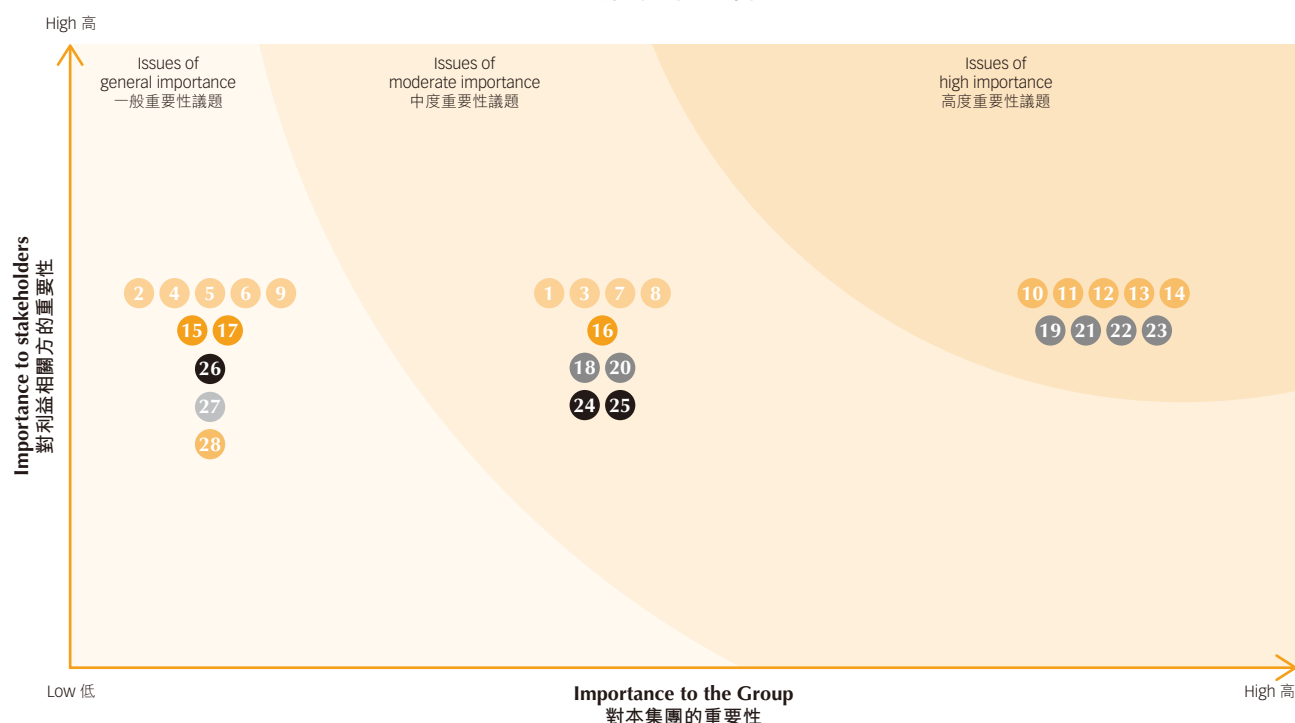 High 高
Issues of
general importance
一般重要性議題
Issues of
moderate importance
中度重要性議題
Issues of
high importance
高度重要性議題
Importance to stakeholders
對利益相關方的重要性
2 4 5 6 9
1 3 7 8
10 11 12 13 14
15 17
16
19 21 22 23
26
18 20
27
24 25
28
Low 低
Importance to the Group
對本集團的重要性
High 高